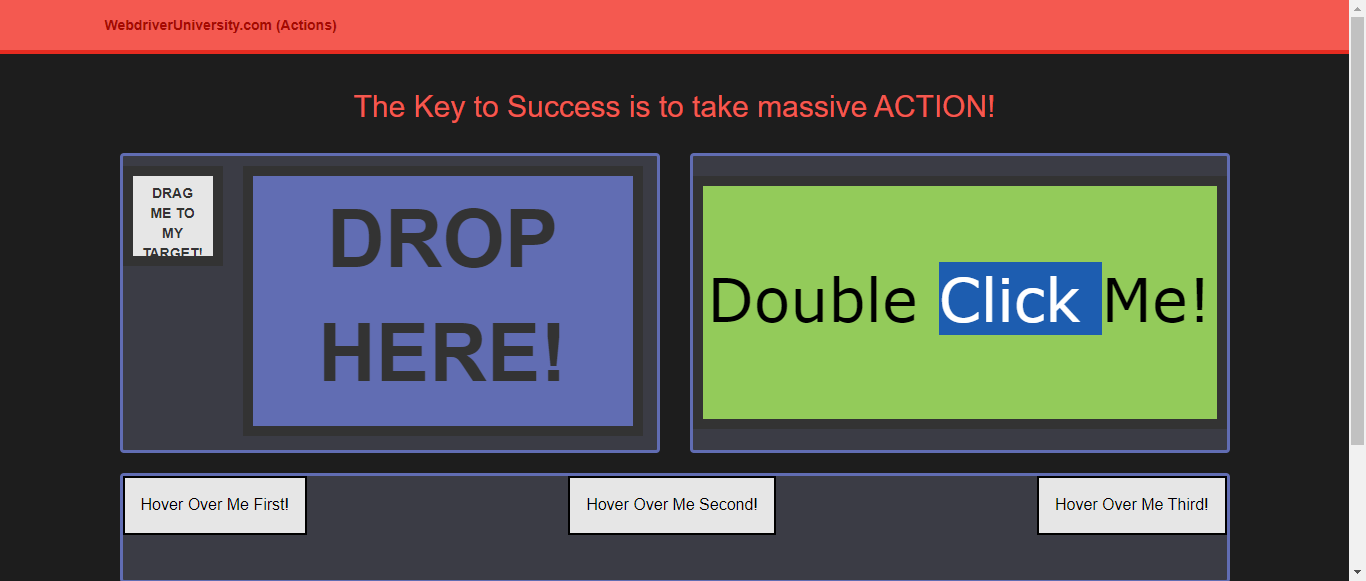 WebdriverUniversity.com (Actions)
The Key to Success is to take massive ACTION!
DRAG
ME TO
MY
TARGET!
DROP
HERE!
Double Click Me!
Hover Over Me First!
Hover Over Me Second!
Hover Over Me Third!